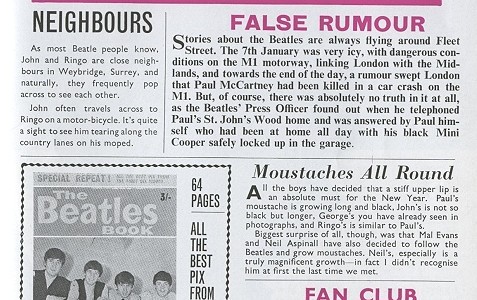 NEIGHBOURS
As most Beatle people know,
John and Ringo are close neigh-
bours in Weybridge, Surrey, and
naturally, they frequently pop
across to see each other.
John often travels across to
Ringo on a motor-bicycle. It's quite
a sight to see him tearing along the
country lanes on his moped.
FALSE RUMOUR
Stories about the Beatles are always flying around Fleet
Street. The 7th January was very icy, with dangerous con-
ditions on the M1 motorway, linking London with the Mid-
lands, and towards the end of the day, a rumour swept London
that Paul McCartney had been killed in a car crash on the
M1. But, of course, there was absolutely no truth in it at all,
as the Beatles' Press Officer found out when he telephoned
Paul's St. John's Wood home and was answered by Paul him-
self who had been at home all day with his black Mini
Cooper safely locked up in the garage.
SPECIAL REPEAT!
The
Beatles
BOOK
3/-
64
PAGES
ALL
THE
BEST
PIX
FROM
Moustaches All Round
All the boys have decided that a stiff upper lip is
an absolute must for the New Year. Paul's
moustache is growing long and black, John's is not so
black but longer, George's you have already seen in
photographs, and Ringo's is similar to Paul's.
Biggest surprise of all, though, was that Mal Evans
and Neil Aspinall have also decided to follow the
Beatles and grow moustaches. Neil's, especially is a
truly magnificent growth—in fact I didn't recognise
him at first the last time we met.
FAN CLUB